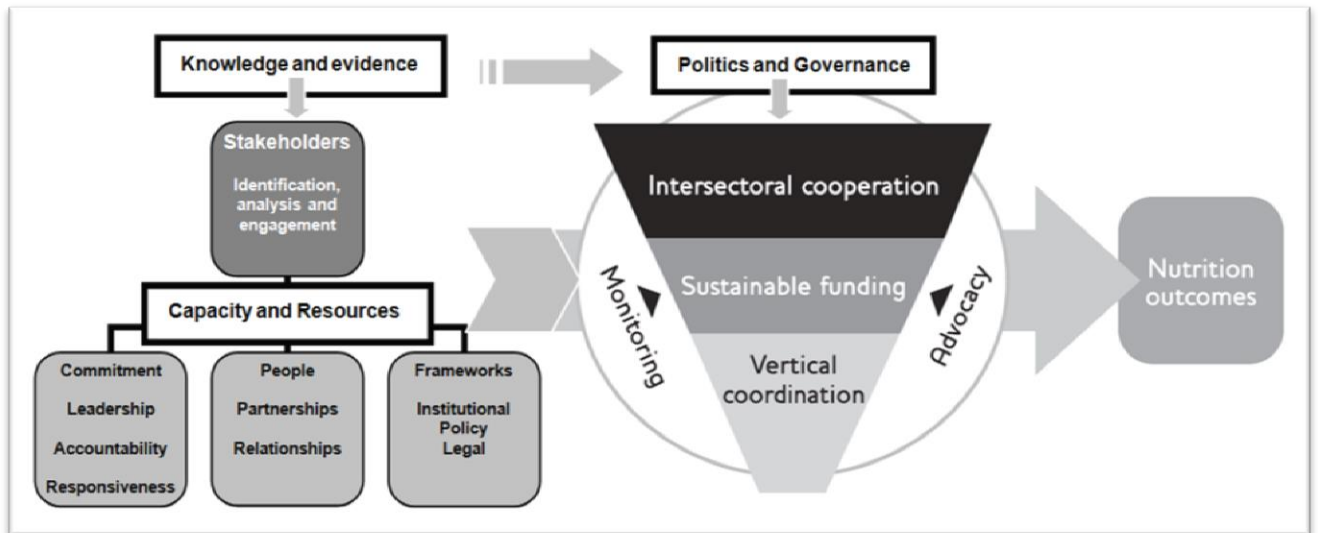 Knowledge and evidence
Politics and Governance
Stakeholders
Identification,
analysis and
engagement
Capacity and Resources
Commitment
Leadership
Accountability
Responsiveness
People
Partnerships
Relationships
Frameworks
Institutional
Policy
Legal
Intersectoral cooperation
Sustainable funding
Vertical
coordination
Monitoring
Advocacy
Nutrition
outcomes